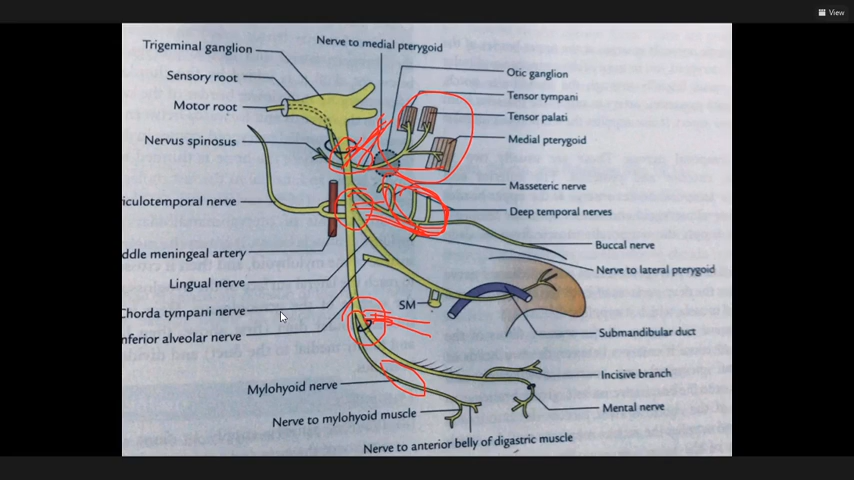 View
Trigeminal ganglion
Nerve to medial pterygoid
Sensory root
Otic ganglion
Motor root
Tensor tympani
Tensor palati
Nervus spinosus
Medial pterygoid
Masseteric nerve
iculotemporal nerve
Deep temporal nerves
Buccal nerve
ddle meningeal artery
Nerve to lateral pterygoid
Lingual nerve
SM
Chorda tympani nerve
Submandibular duct
nferior alveolar nerve
Incisive branch
Mylohyoid nerve
Mental nerve
Nerve to mylohyoid muscle
Nerve to anterior belly of digastric muscle